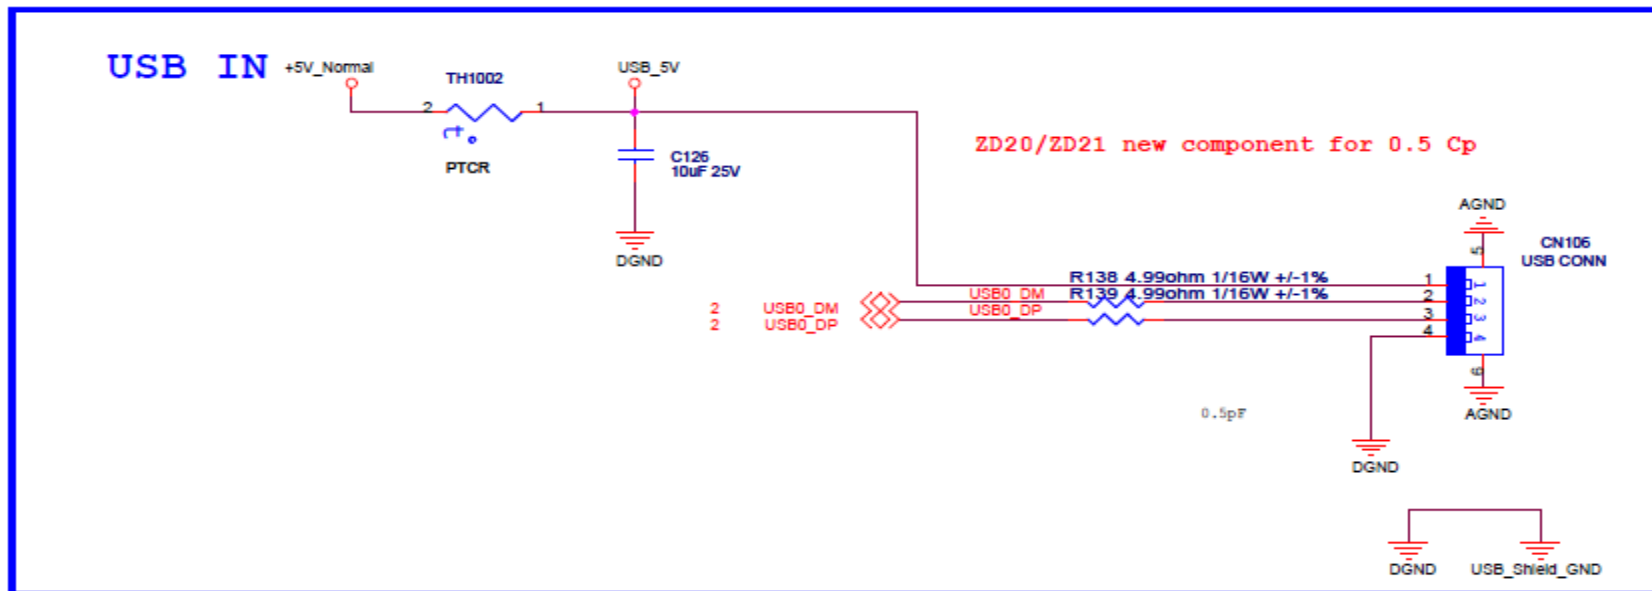 USB IN
+5V_Normal
TH1002
USB_5V
2
1
t°
PTCR
C126
10uF 25V
DGND
ZD20/ZD21 new component for 0.5 Cp
AGND
CN106
USB CONN
5
R138 4.99ohm 1/16W +/-1%
1
1
USB0_DM
R139 4.99ohm 1/16W +/-1%
2
2
2
USB0_DM
USB0_DP
3
3
2
USB0_DP
4
4
6
0.5pF
AGND
DGND
DGND
USB_Shield_GND